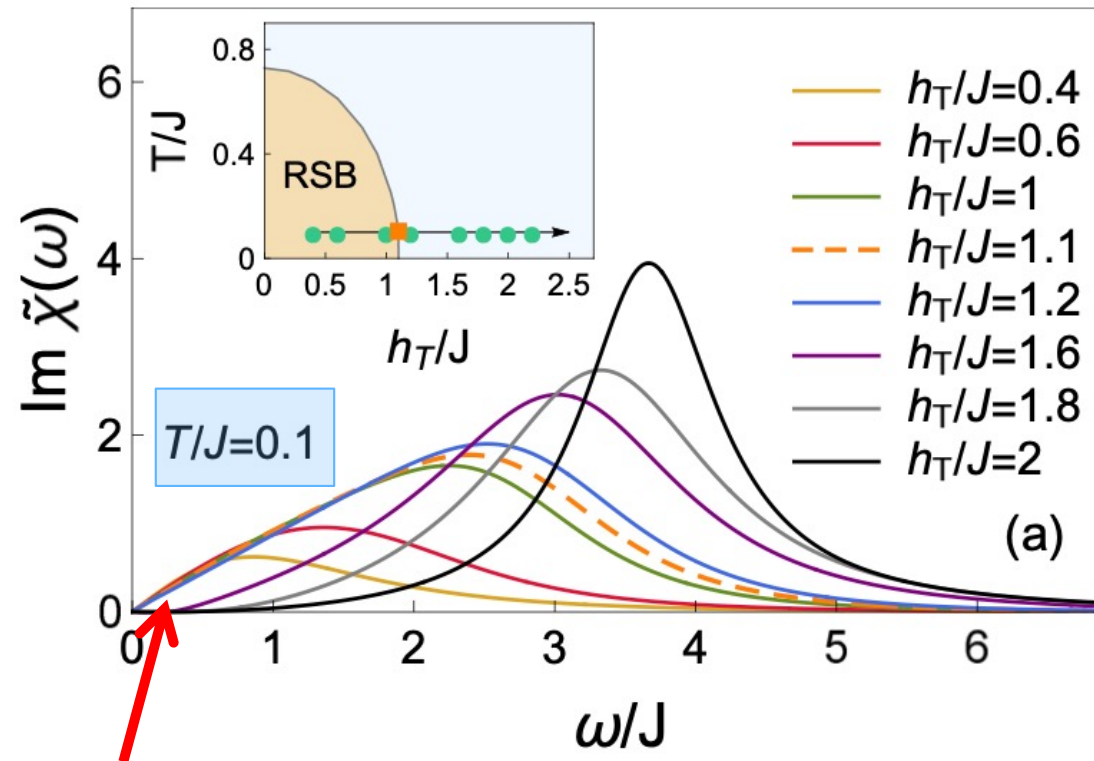 Im χ̃(ω)
6
4
2
0
0 1 2 3 4 5 6
ω/J
T/J
0.8
0.4
0
RSB
0 0.5 1 1.5 2 2.5
h_T/J
T/J=0.1
h_T/J=0.4
h_T/J=0.6
h_T/J=1
h_T/J=1.1
h_T/J=1.2
h_T/J=1.6
h_T/J=1.8
h_T/J=2
(a)